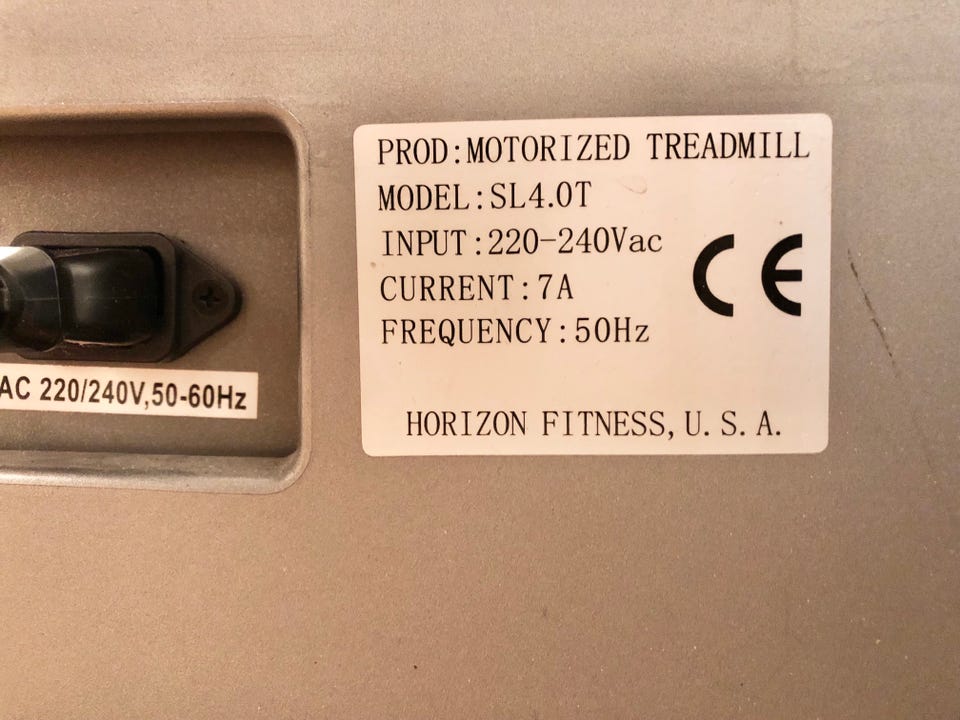 PROD:MOTORIZED TREADMILL
MODEL:SL4.0T
INPUT:220-240Vac
CURRENT:7A
FREQUENCY:50Hz
CE
HORIZON FITNESS, U. S. A.
AC 220/240V,50-60Hz